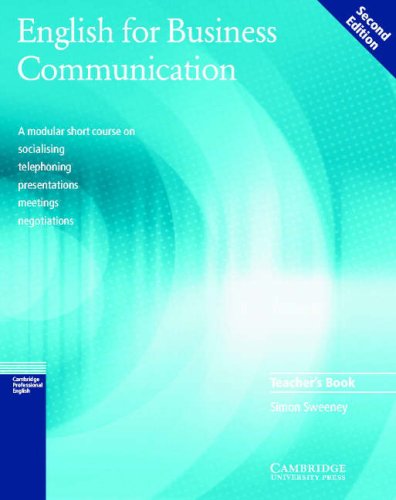 English for Business
Communication
Second
Edition
A modular short course on
socialising
telephoning
presentations
meetings
negotiations
Cambridge
Professional
English
Teacher's Book
Simon Sweeney
CAMBRIDGE
UNIVERSITY PRESS